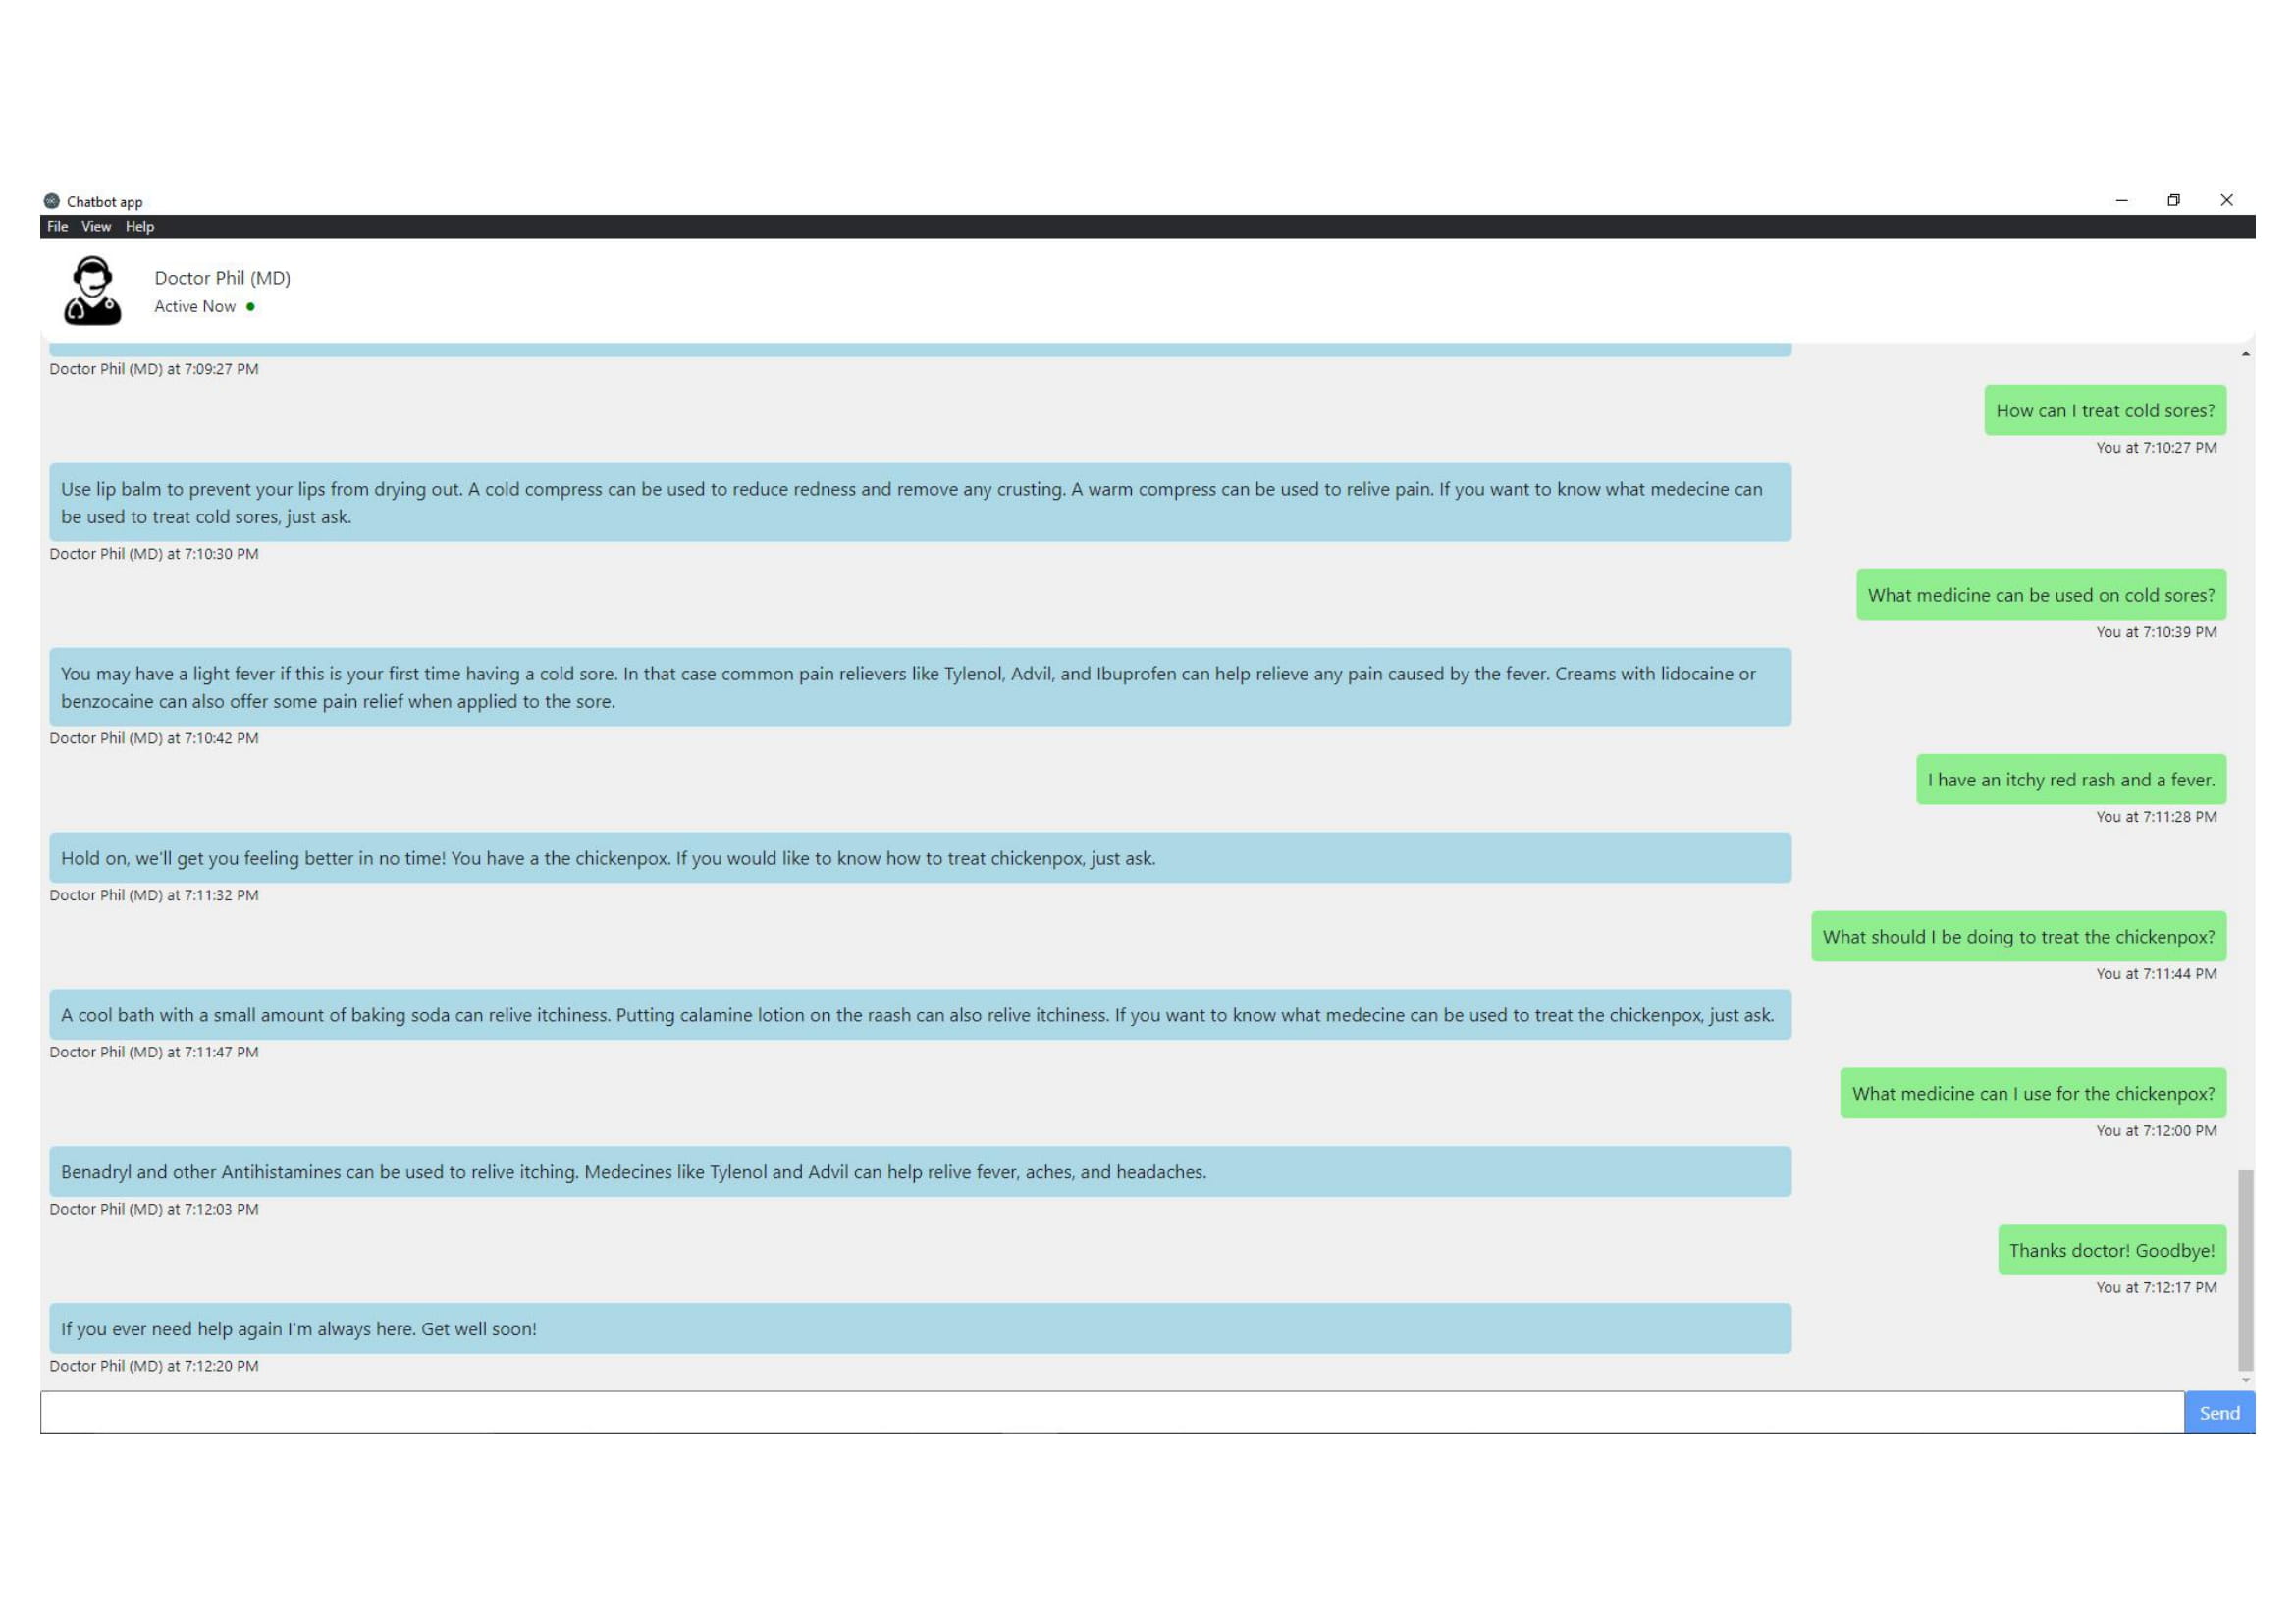 Chatbot app
File View Help
Doctor Phil (MD)
Active Now
Doctor Phil (MD) at 7:09:27 PM
How can I treat cold sores?
You at 7:10:27 PM
Use lip balm to prevent your lips from drying out. A cold compress can be used to reduce redness and remove any crusting. A warm compress can be used to relive pain. If you want to know what medecine can
be used to treat cold sores, just ask.
Doctor Phil (MD) at 7:10:30 PM
What medicine can be used on cold sores?
You at 7:10:39 PM
You may have a light fever if this is your first time having a cold sore. In that case common pain relievers like Tylenol, Advil, and Ibuprofen can help relieve any pain caused by the fever. Creams with lidocaine or
benzocaine can also offer some pain relief when applied to the sore.
Doctor Phil (MD) at 7:10:42 PM
I have an itchy red rash and a fever.
You at 7:11:28 PM
Hold on, we'll get you feeling better in no time! You have a the chickenpox. If you would like to know how to treat chickenpox, just ask.
Doctor Phil (MD) at 7:11:32 PM
What should I be doing to treat the chickenpox?
You at 7:11:44 PM
A cool bath with a small amount of baking soda can relive itchiness. Putting calamine lotion on the raash can also relive itchiness. If you want to know what medecine can be used to treat the chickenpox, just ask.
Doctor Phil (MD) at 7:11:47 PM
What medicine can I use for the chickenpox?
You at 7:12:00 PM
Benadryl and other Antihistamines can be used to relive itching. Medecines like Tylenol and Advil can help relive fever, aches, and headaches.
Doctor Phil (MD) at 7:12:03 PM
Thanks doctor! Goodbye!
You at 7:12:17 PM
If you ever need help again I'm always here. Get well soon!
Doctor Phil (MD) at 7:12:20 PM
Send